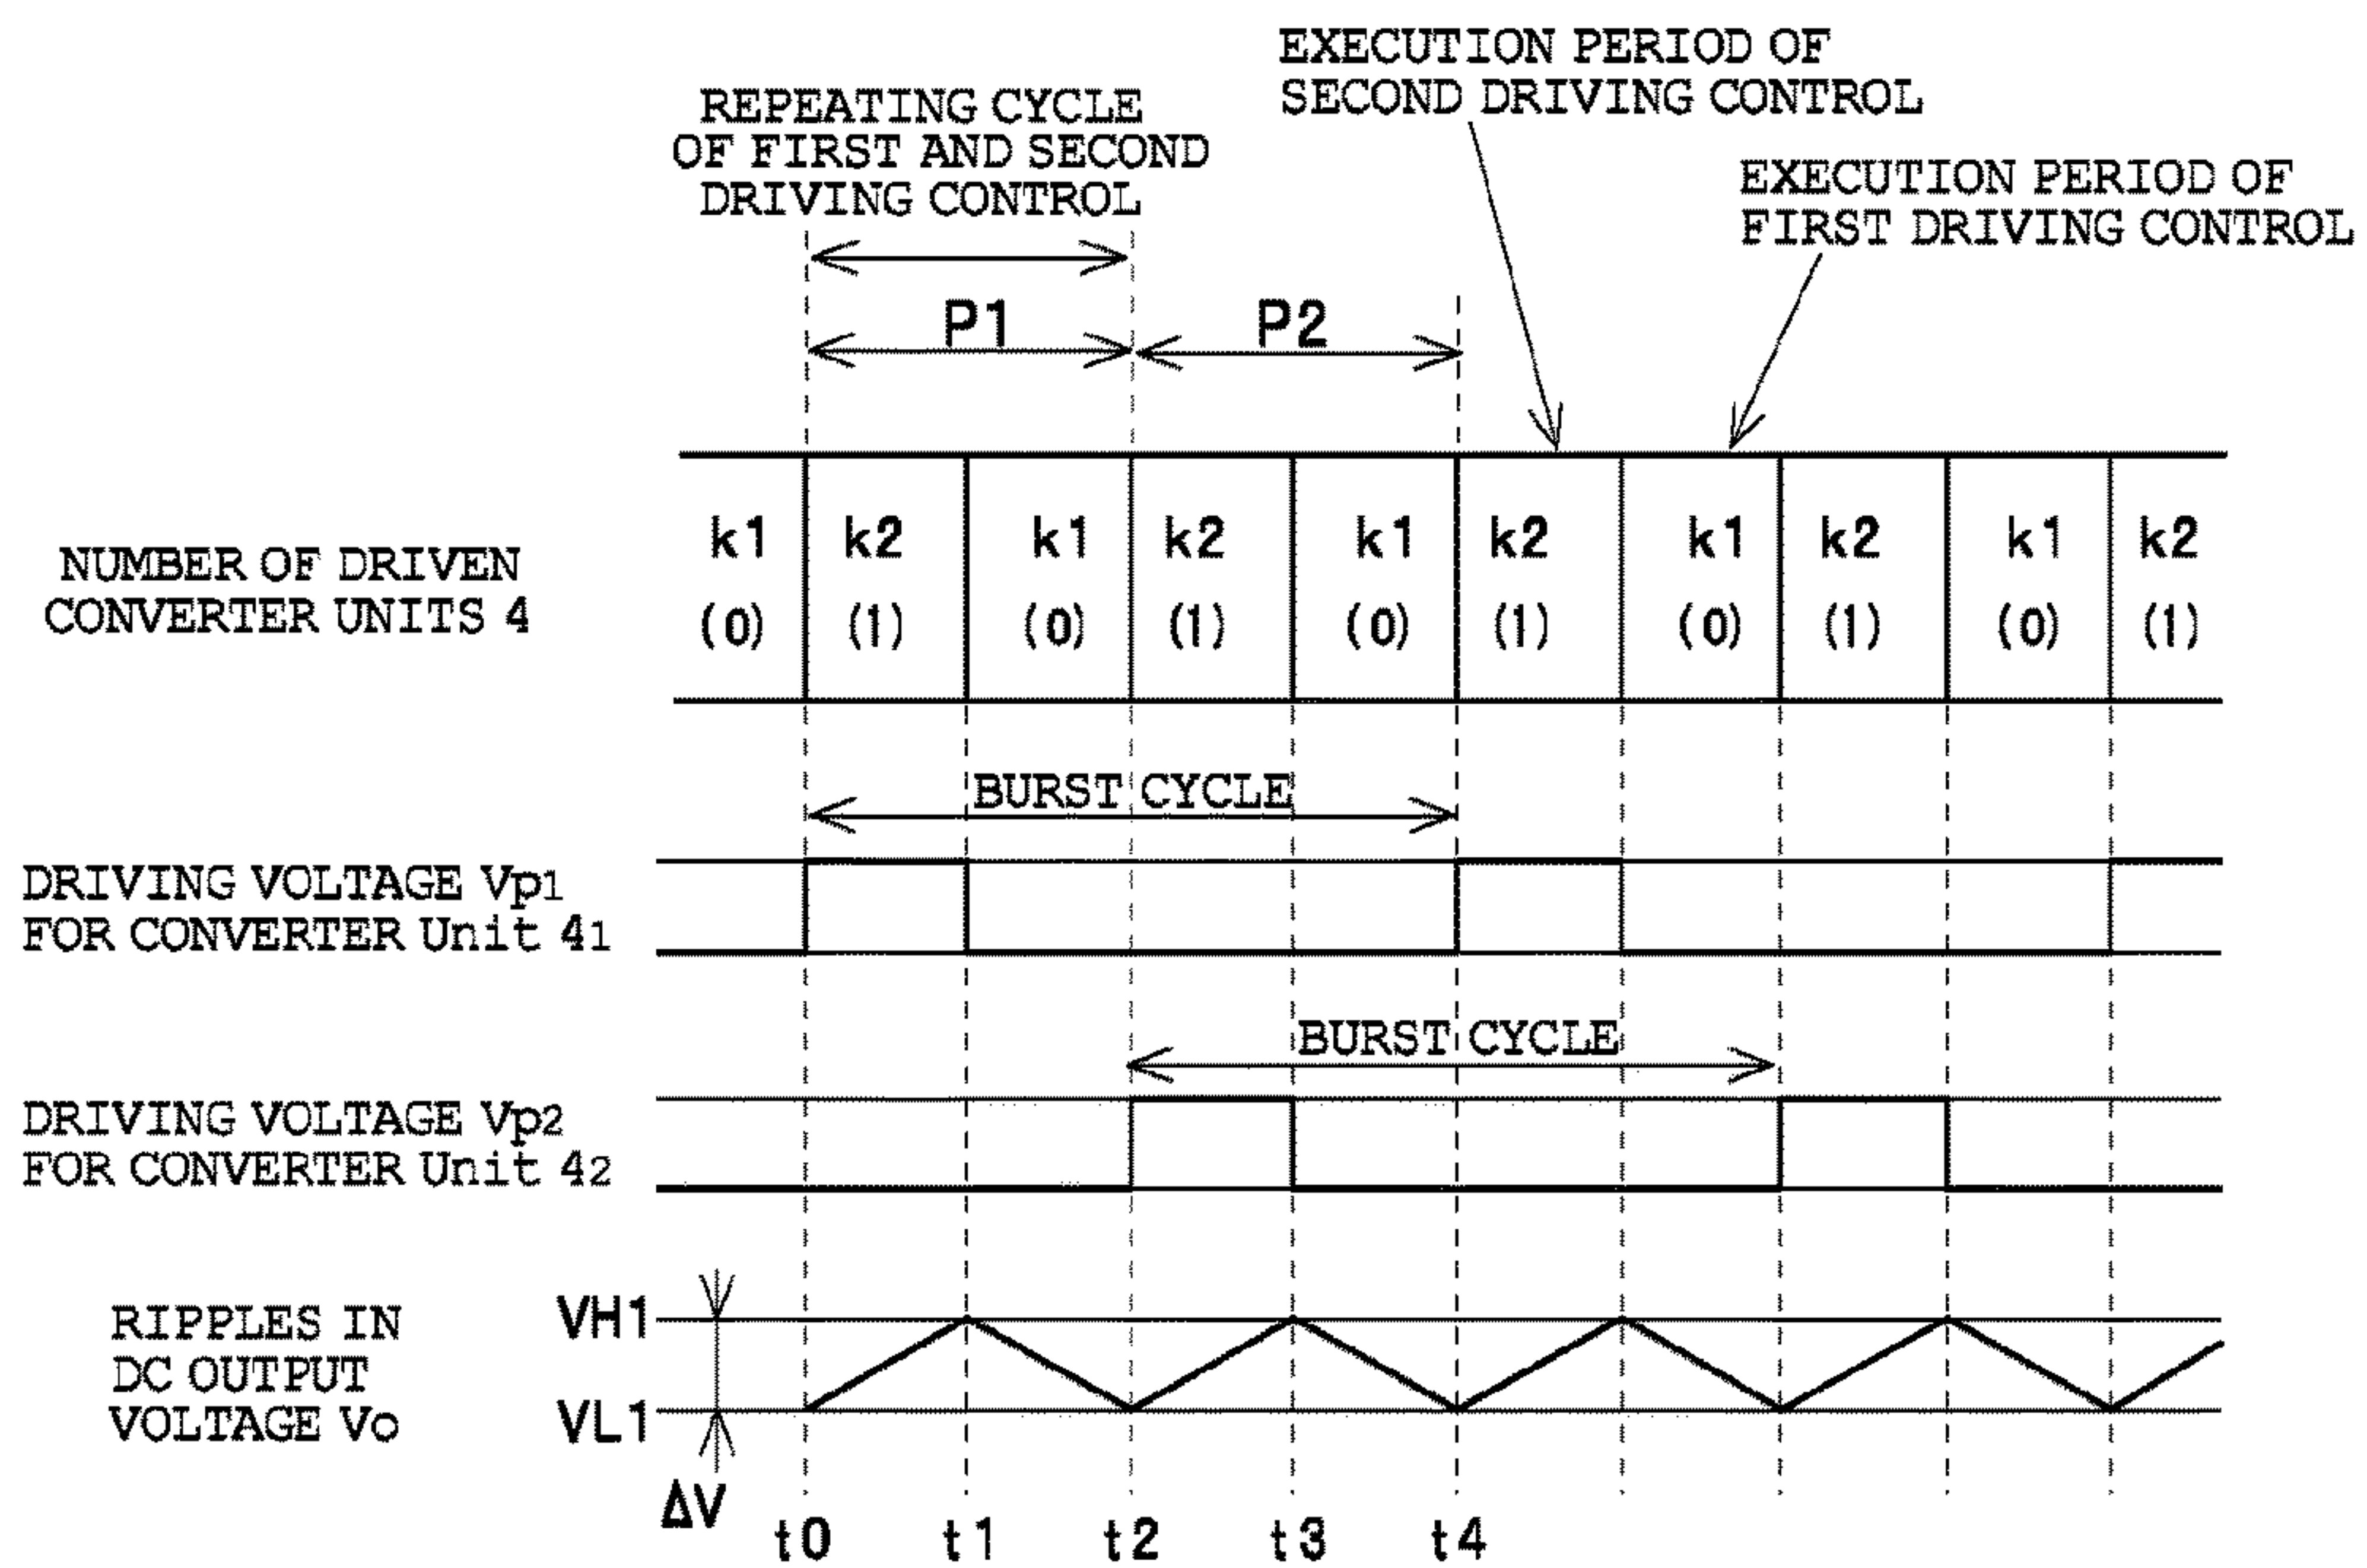 EXECUTION PERIOD OF
SECOND DRIVING CONTROL
REPEATING CYCLE
OF FIRST AND SECOND
DRIVING CONTROL
EXECUTION PERIOD OF
FIRST DRIVING CONTROL
P1 P2
NUMBER OF DRIVEN
CONVERTER UNITS 4
k1 k2 k1 k2 k1 k2 k1 k2 k1 k2
(0) (1) (0) (1) (0) (1) (0) (1) (0) (1)
BURST CYCLE
DRIVING VOLTAGE Vp1
FOR CONVERTER Unit 41
BURST CYCLE
DRIVING VOLTAGE Vp2
FOR CONVERTER Unit 42
RIPPLES IN
DC OUTPUT
VOLTAGE Vo
VH1
VL1
ΔV
t0 t1 t2 t3 t4